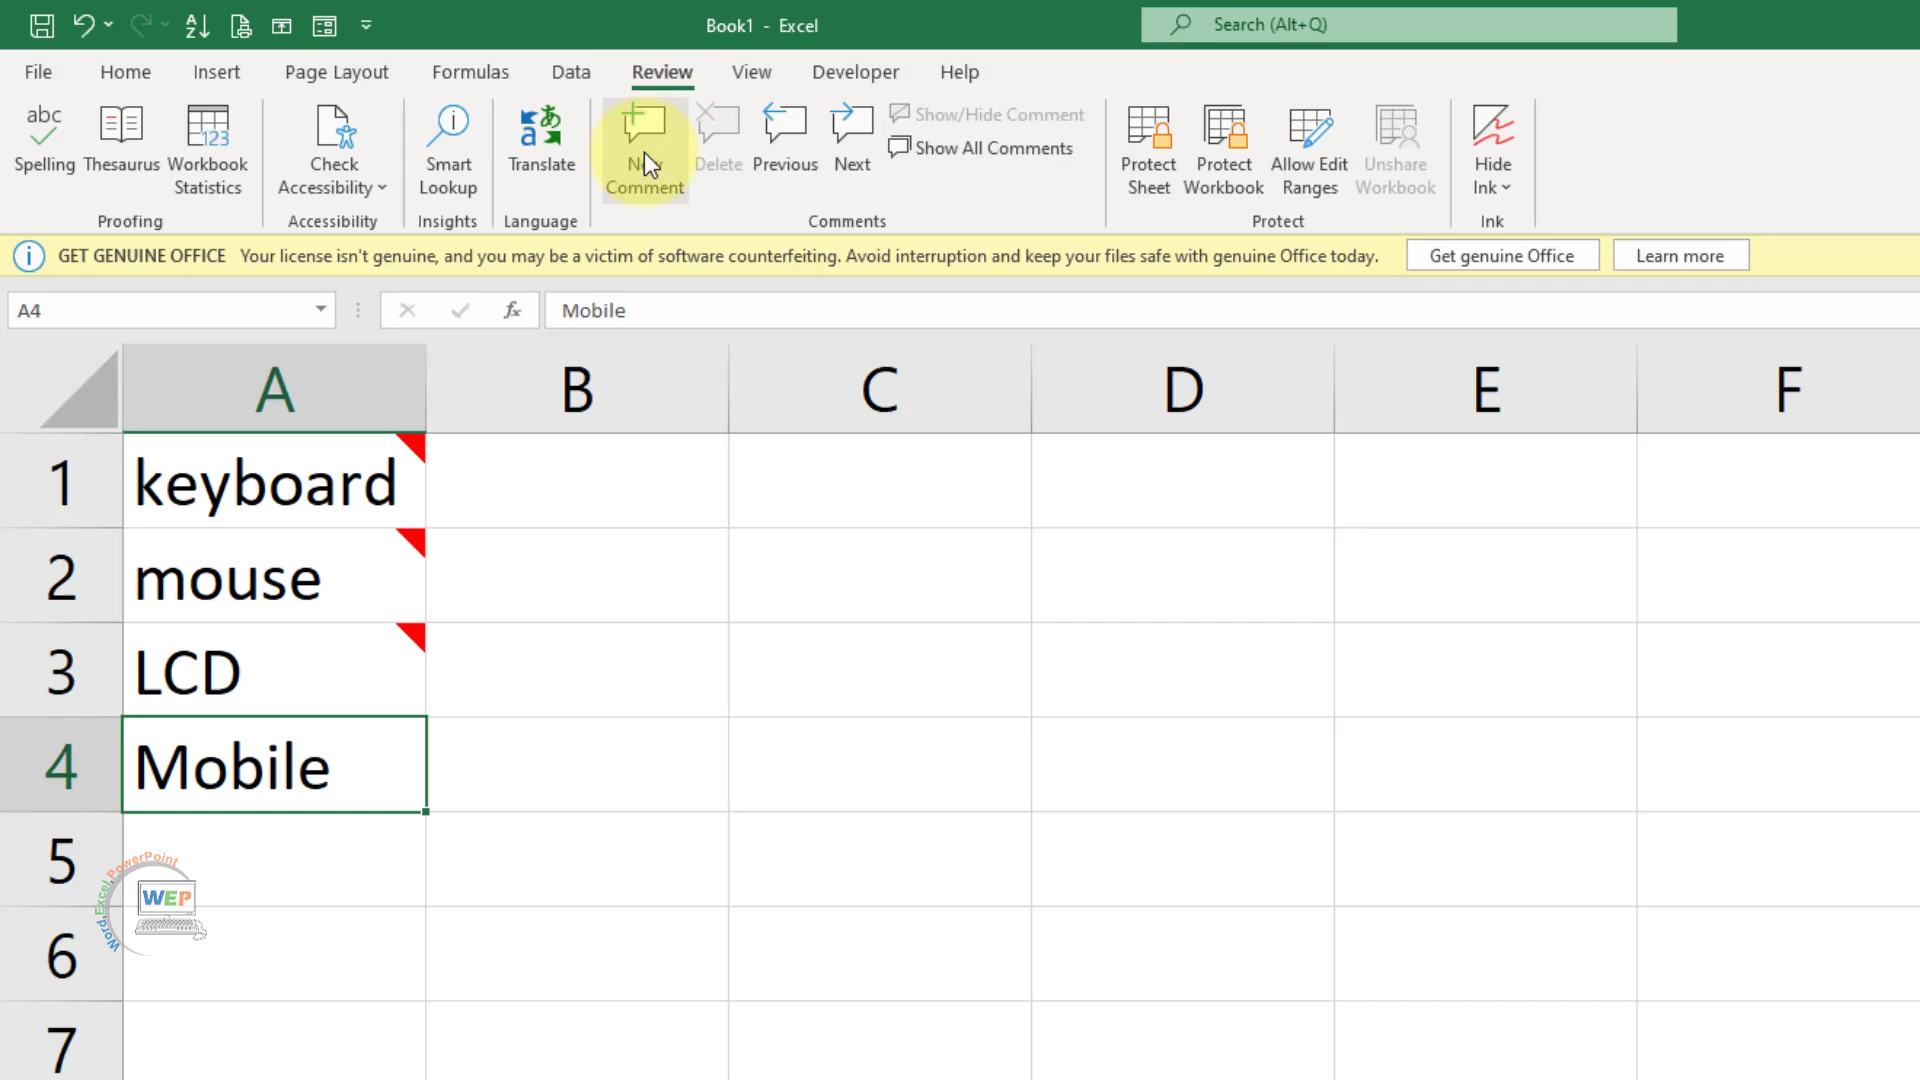 Book1 - Excel
Search (Alt+Q)
File Home Insert Page Layout Formulas Data Review View Developer Help
abc
Spelling Thesaurus Workbook Statistics
Proofing
Check Accessibility
Accessibility
Smart Lookup
Insights
Translate
Language
New Comment Delete Previous Next
Show/Hide Comment
Show All Comments
Comments
Protect Sheet Protect Workbook Allow Edit Ranges Unshare Workbook
Protect
Hide Ink
Ink
GET GENUINE OFFICE Your license isn't genuine, and you may be a victim of software counterfeiting. Avoid interruption and keep your files safe with genuine Office today. Get genuine Office Learn more
A4 fx Mobile
A B C D E F
1 keyboard
2 mouse
3 LCD
4 Mobile
5
Word,Excel,PowerPoint
WEP
6
7